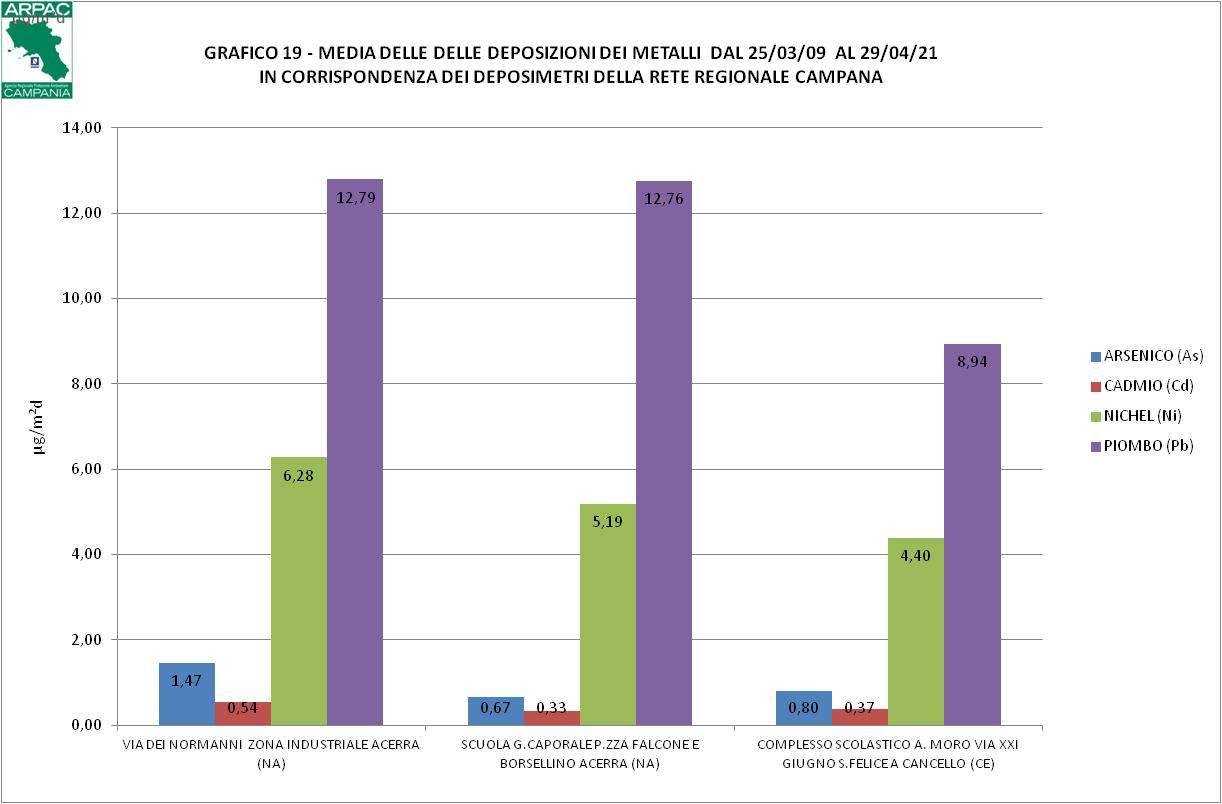 ARPAC
GRAFICO 19 - MEDIA DELLE DELLE DEPOSIZIONI DEI METALLI DAL 25/03/09 AL 29/04/21
IN CORRISPONDENZA DEI DEPOSIMETRI DELLA RETE REGIONALE CAMPANA
CAMPANIA
14,00
12,00
10,00
8,00
6,00
4,00
2,00
0,00
µg/m²d
1,47
0,54
6,28
12,79
0,67
0,33
5,19
12,76
0,80
0,37
4,40
8,94
VIA DEI NORMANNI ZONA INDUSTRIALE ACERRA
(NA)
SCUOLA G.CAPORALE P.ZZA FALCONE E
BORSELLINO ACERRA (NA)
COMPLESSO SCOLASTICO A. MORO VIA XXI
GIUGNO S.FELICE A CANCELLO (CE)
ARSENICO (As)
CADMIO (Cd)
NICHEL (Ni)
PIOMBO (Pb)